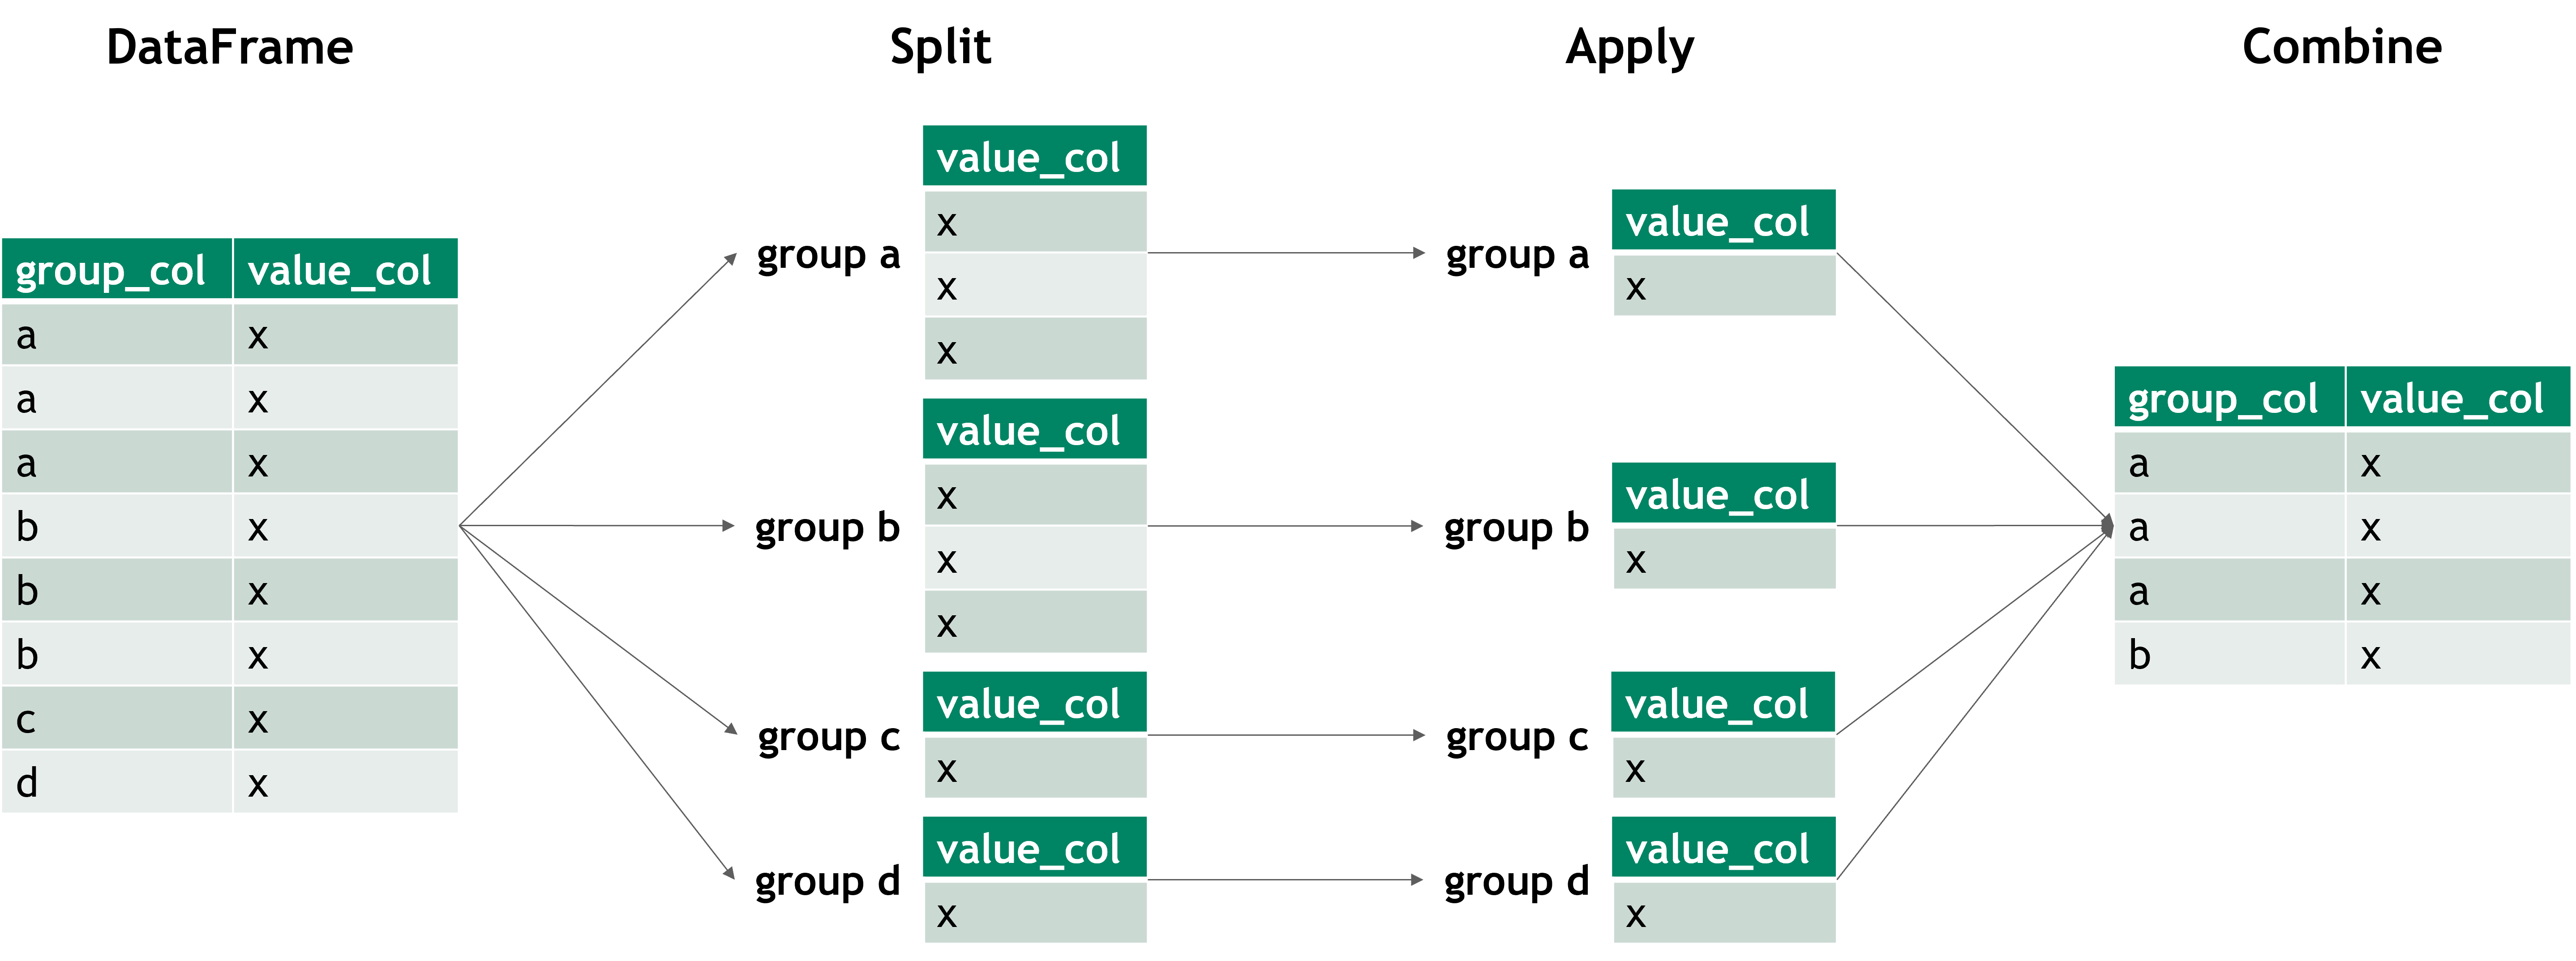 DataFrame
Split
Apply
Combine
group_col value_col
a x
a x
a x
b x
b x
b x
c x
d x
group a
value_col
x
x
x
group b
value_col
x
x
x
group c
value_col
x
group d
value_col
x
group a
value_col
x
group b
value_col
x
group c
value_col
x
group d
value_col
x
group_col value_col
a x
a x
a x
b x